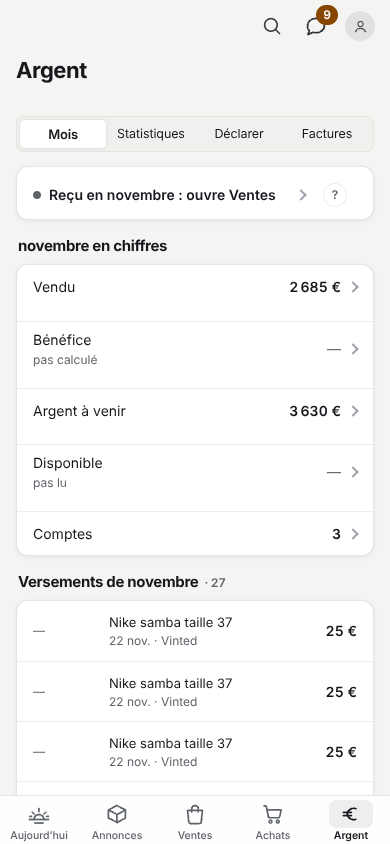 9
Argent
Mois Statistiques Déclarer Factures
Reçu en novembre : ouvre Ventes ?
novembre en chiffres
Vendu 2 685 €
Bénéfice
pas calculé —
Argent à venir 3 630 €
Disponible
pas lu —
Comptes 3
Versements de novembre · 27
— Nike samba taille 37 25 €
22 nov. · Vinted
— Nike samba taille 37 25 €
22 nov. · Vinted
— Nike samba taille 37 25 €
22 nov. · Vinted
Aujourd'hui Annonces Ventes Achats Argent